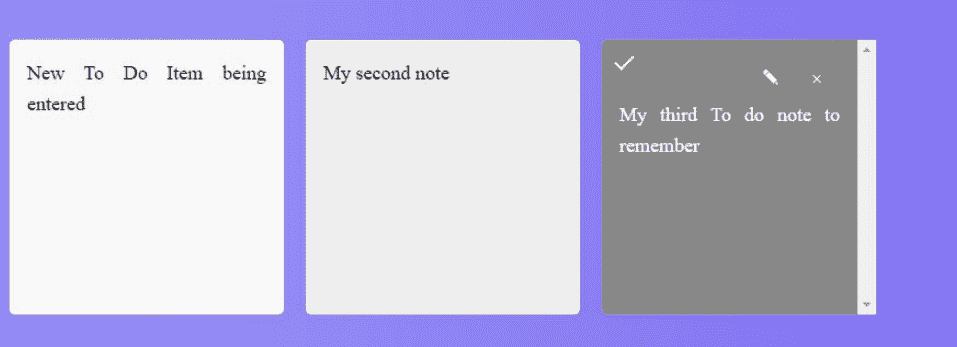 New To Do Item being
entered
My second note
My third To do note to
remember